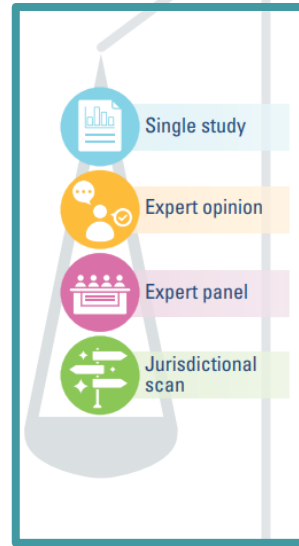 Single study
Expert opinion
Expert panel
Jurisdictional
scan